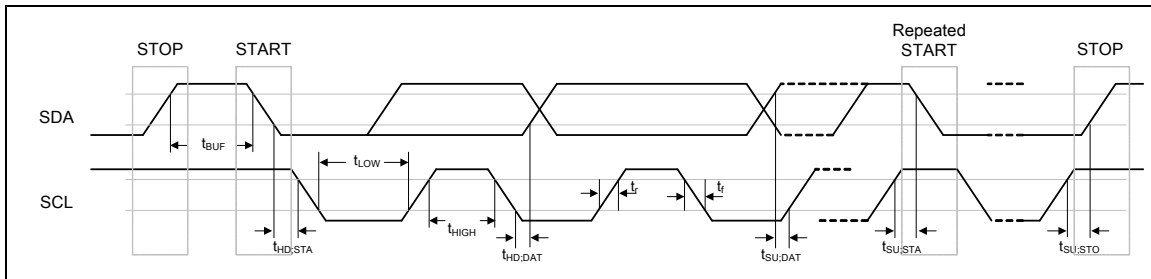 Repeated
STOP START START STOP
SDA
tBUF
tLOW
SCL
tr tf
tHIGH
tHD;STA tHD;DAT tSU;DAT tSU;STA tSU;STO